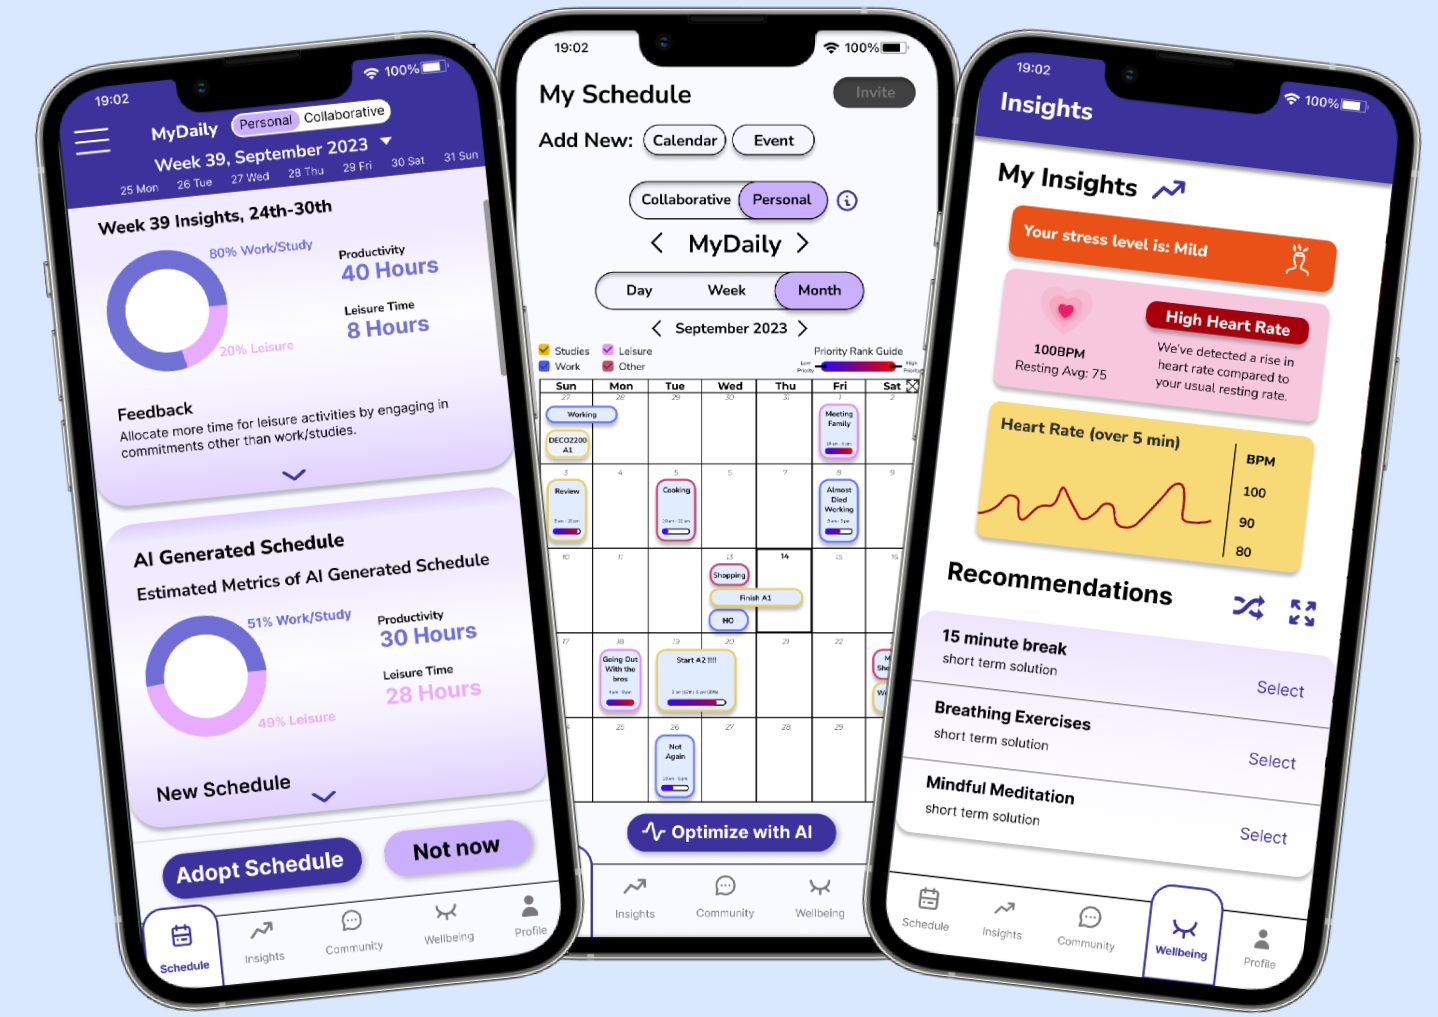 19:02
100%
MyDaily
Personal Collaborative
Week 39, September 2023
25 Mon 26 Tue 27 Wed 28 Thu 29 Fri 30 Sat 31 Sun
Week 39 Insights, 24th-30th
80% Work/Study
20% Leisure
Productivity
40 Hours
Leisure Time
8 Hours
Feedback
Allocate more time for leisure activities by engaging in
commitments other than work/studies.
AI Generated Schedule
Estimated Metrics of AI Generated Schedule
51% Work/Study
49% Leisure
Productivity
30 Hours
Leisure Time
28 Hours
New Schedule
Adopt Schedule
Not now
Schedule
Insights
Community
Wellbeing
Profile
19:02
100%
My Schedule
Invite
Add New: Calendar Event
Collaborative Personal
MyDaily
Day Week Month
September 2023
Studies Leisure
Work Other
Priority Rank Guide
Low Priority
High
Sun Mon Tue Wed Thu Fri Sat
27 28 29 30 31 1 2
Working
DECO2200
A1
Meeting
Family
3 4 5 6 7 8 9
Review
Cooking
Almost
Died
Working
10 11 12 13 14 15 16
Shopping
Finish A1
NO
17 18 19 20 21 22
Going Out
With the
bros
Start A2 !!!!
25 26 27 28 29
Not
Again
Optimize with AI
Insights
Community
Wellbeing
19:02
100%
Insights
My Insights
Your stress level is: Mild
100BPM
Resting Avg: 75
High Heart Rate
We've detected a rise in
heart rate compared to
your usual resting rate.
Heart Rate (over 5 min)
BPM
100
90
80
Recommendations
15 minute break
short term solution
Select
Breathing Exercises
short term solution
Select
Mindful Meditation
short term solution
Select
Schedule
Insights
Community
Wellbeing
Profile